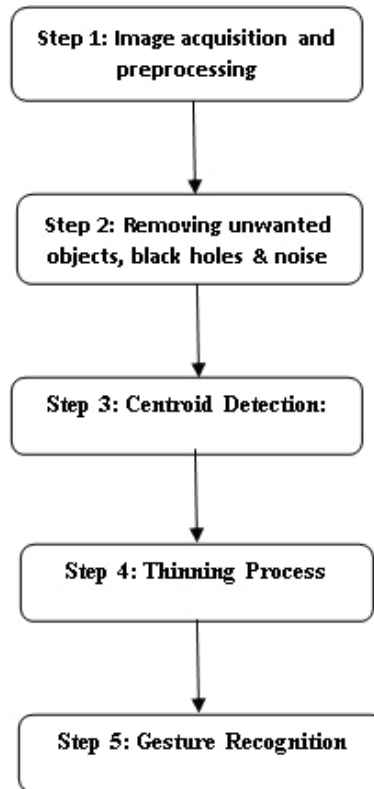 Step 1: Image acquisition and
preprocessing
Step 2: Removing unwanted
objects, black holes & noise
Step 3: Centroid Detection:
Step 4: Thinning Process
Step 5: Gesture Recognition